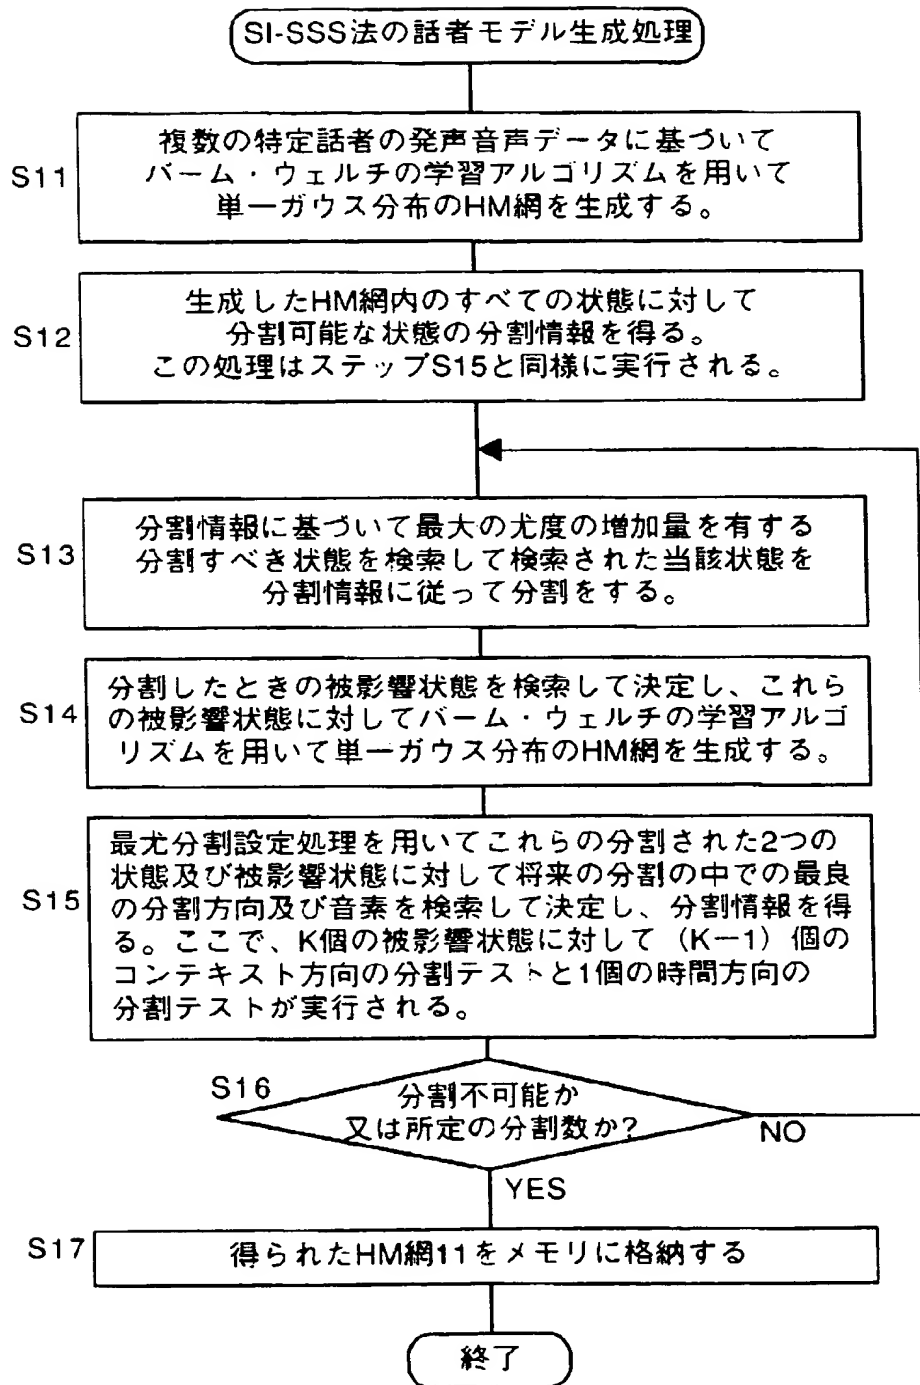 SI-SSS法の話者モデル生成処理
S11
複数の特定話者の発声音声データに基づいて
バーム・ウェルチの学習アルゴリズムを用いて
単一ガウス分布のHM網を生成する。
S12
生成したHM網内のすべての状態に対して
分割可能な状態の分割情報を得る。
この処理はステップS15と同様に実行される。
S13
分割情報に基づいて最大の尤度の増加量を有する
分割すべき状態を検索して検索された当該状態を
分割情報に従って分割をする。
S14
分割したときの被影響状態を検索して決定し、これら
の被影響状態に対してバーム・ウェルチの学習アルゴ
リズムを用いて単一ガウス分布のHM網を生成する。
S15
最尤分割設定処理を用いてこれらの分割された2つの
状態及び被影響状態に対して将来の分割の中での最良
の分割方向及び音素を検索して決定し、分割情報を得
る。ここで、K個の被影響状態に対して(K−1)個の
コンテキスト方向の分割テストと1個の時間方向の
分割テストが実行される。
S16
分割不可能か
又は所定の分割数か?
NO
YES
S17
得られたHM網11をメモリに格納する
終了